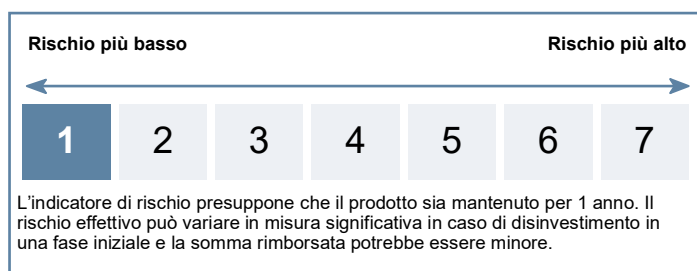 Rischio più basso Rischio più alto
1 2 3 4 5 6 7
L'indicatore di rischio presuppone che il prodotto sia mantenuto per 1 anno. Il
rischio effettivo può variare in misura significativa in caso di disinvestimento in
una fase iniziale e la somma rimborsata potrebbe essere minore.